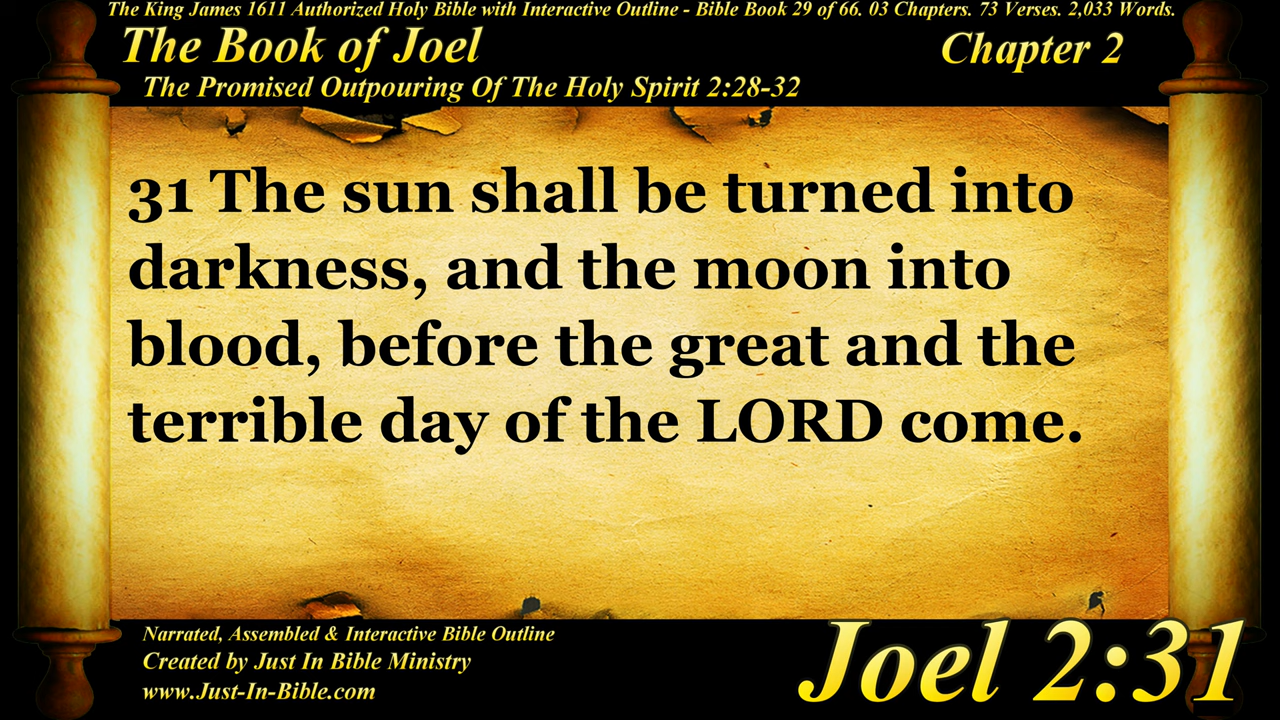 The King James 1611 Authorized Holy Bible with Interactive Outline - Bible Book 29 of 66. 03 Chapters. 73 Verses. 2,033 Words.
The Book of Joel
Chapter 2
The Promised Outpouring Of The Holy Spirit 2:28-32
31 The sun shall be turned into
darkness, and the moon into
blood, before the great and the
terrible day of the LORD come.
Narrated, Assembled & Interactive Bible Outline
Created by Just In Bible Ministry
www.Just-In-Bible.com
Joel 2:31